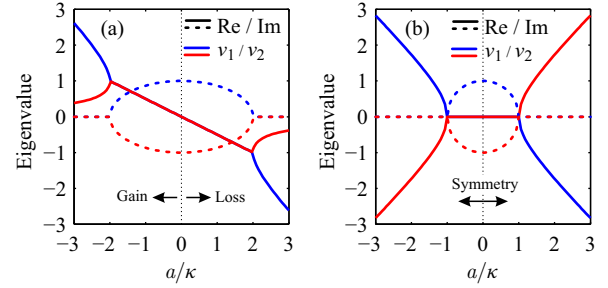 (a)
Re / Im
v₁ / v₂
Gain
Loss
Eigenvalue
3
2
1
0
−1
−2
−3
−3 −2 −1 0 1 2 3
a/κ
(b)
Re / Im
v₁ / v₂
Symmetry
Eigenvalue
3
2
1
0
−1
−2
−3
−3 −2 −1 0 1 2 3
a/κ